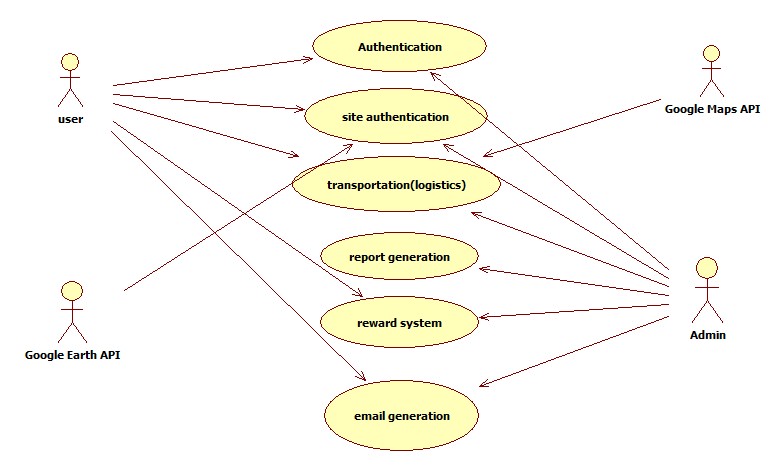 Authentication
user
site authentication
Google Maps API
transportation(logistics)
report generation
reward system
Admin
Google Earth API
email generation